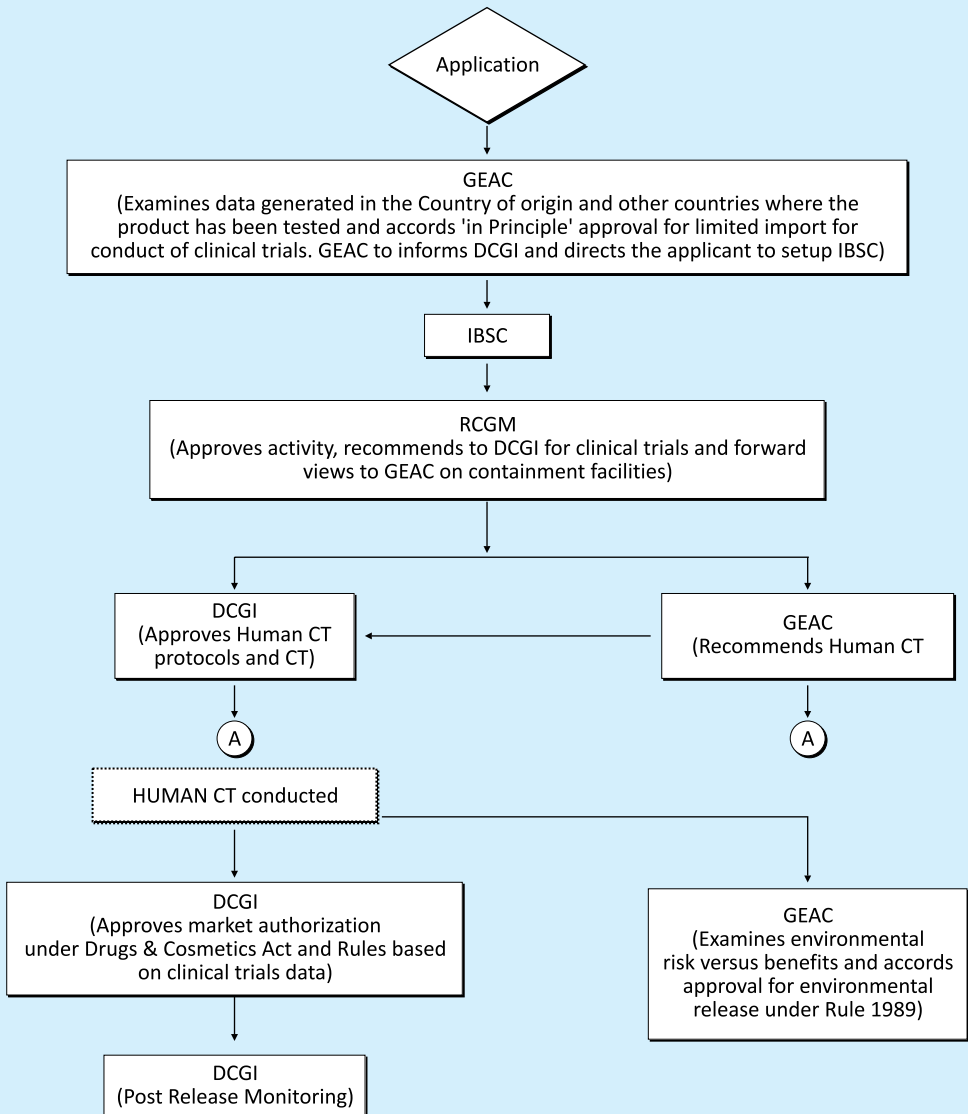 Application
GEAC
(Examines data generated in the Country of origin and other countries where the
product has been tested and accords 'in Principle' approval for limited import for
conduct of clinical trials. GEAC to informs DCGI and directs the applicant to setup IBSC)
IBSC
RCGM
(Approves activity, recommends to DCGI for clinical trials and forward
views to GEAC on containment facilities)
DCGI
(Approves Human CT
protocols and CT)
GEAC
(Recommends Human CT
A
A
HUMAN CT conducted
DCGI
(Approves market authorization
under Drugs & Cosmetics Act and Rules based
on clinical trials data)
GEAC
(Examines environmental
risk versus benefits and accords
approval for environmental
release under Rule 1989)
DCGI
(Post Release Monitoring)